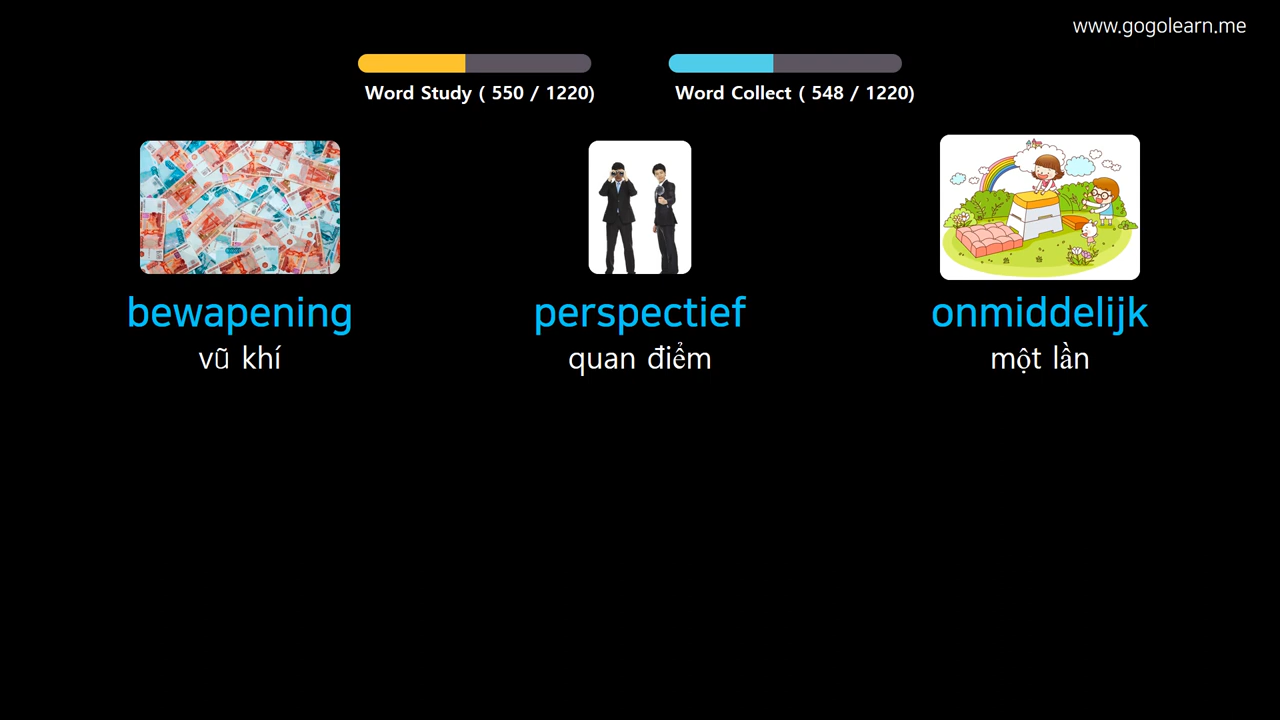 www.gogolearn.me
Word Study ( 550 / 1220)
Word Collect ( 548 / 1220)
bewapening
vũ khí
perspectief
quan điểm
onmiddelijk
một lần